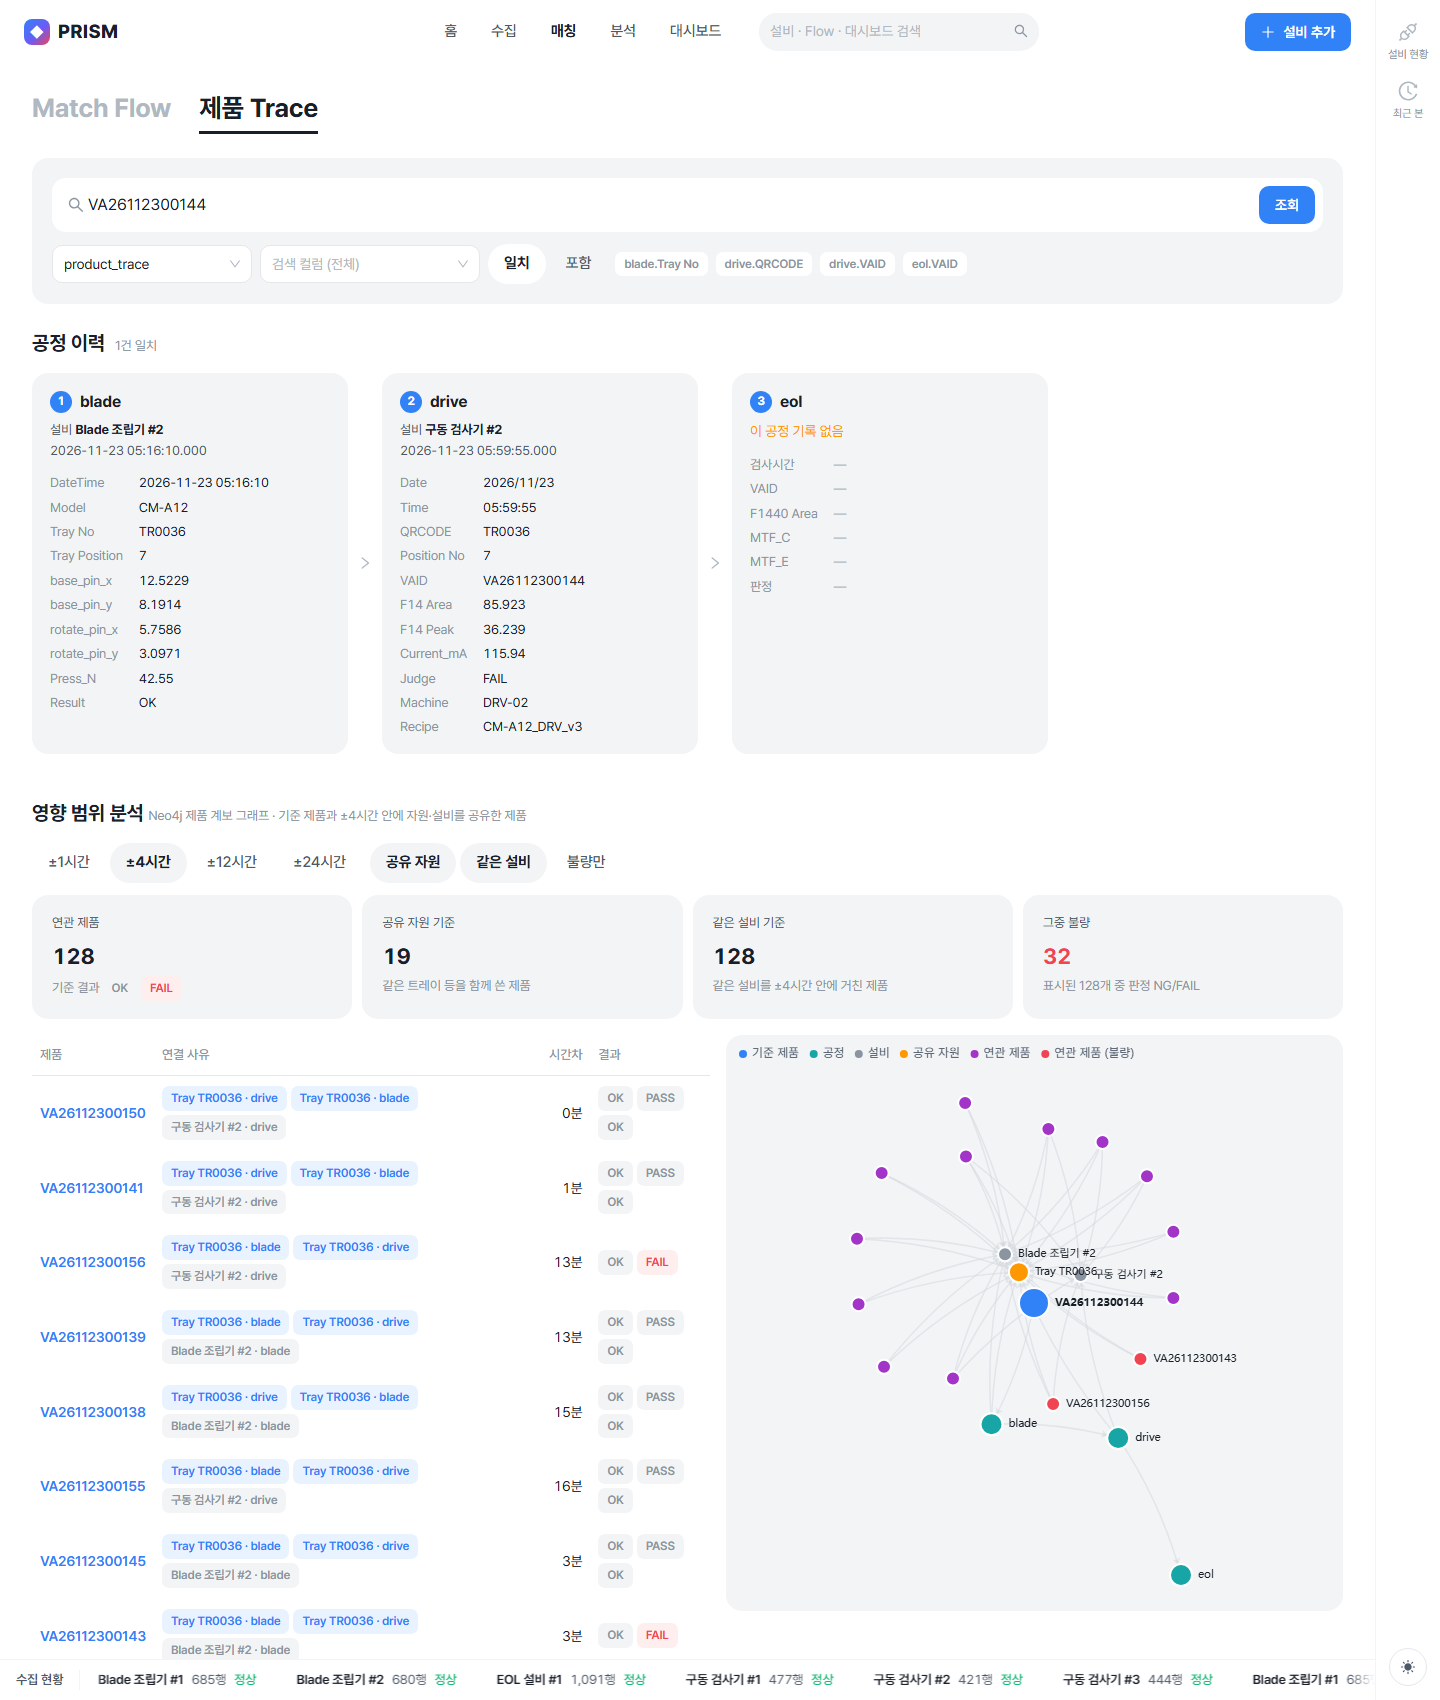 PRISM
홈 수집 매칭 분석 대시보드
설비 · Flow · 대시보드 검색
설비 추가
설비 현황
최근 본
Match Flow 제품 Trace
VA26112300144
조회
product_trace
검색 컬럼 (전체)
일치 포함
blade.Tray No drive.QRCODE drive.VAID eol.VAID
공정 이력 1건 일치
1 blade
설비 Blade 조립기 #2
2026-11-23 05:16:10.000
DateTime 2026-11-23 05:16:10
Model CM-A12
Tray No TR0036
Tray Position 7
base_pin_x 12.5229
base_pin_y 8.1914
rotate_pin_x 5.7586
rotate_pin_y 3.0971
Press_N 42.55
Result OK
2 drive
설비 구동 검사기 #2
2026-11-23 05:59:55.000
Date 2026/11/23
Time 05:59:55
QRCODE TR0036
Position No 7
VAID VA26112300144
F14 Area 85.923
F14 Peak 36.239
Current_mA 115.94
Judge FAIL
Machine DRV-02
Recipe CM-A12_DRV_v3
3 eol
이 공정 기록 없음
검사시간 —
VAID —
F1440 Area —
MTF_C —
MTF_E —
판정 —
영향 범위 분석 Neo4j 제품 계보 그래프 · 기준 제품과 ±4시간 안에 자원·설비를 공유한 제품
±1시간 ±4시간 ±12시간 ±24시간 공유 자원 같은 설비 불량만
연관 제품
128
기준 결과 OK FAIL
공유 자원 기준
19
같은 트레이 등을 함께 쓴 제품
같은 설비 기준
128
같은 설비를 ±4시간 안에 거친 제품
그중 불량
32
표시된 128개 중 판정 NG/FAIL
제품 연결 사유 시간차 결과
VA26112300150 Tray TR0036 · drive Tray TR0036 · blade 0분 OK PASS
구동 검사기 #2 · drive OK
VA26112300141 Tray TR0036 · drive Tray TR0036 · blade 1분 OK PASS
구동 검사기 #2 · drive OK
VA26112300156 Tray TR0036 · blade Tray TR0036 · drive 13분 OK FAIL
구동 검사기 #2 · drive
VA26112300139 Tray TR0036 · blade Tray TR0036 · drive 13분 OK PASS
Blade 조립기 #2 · blade OK
VA26112300138 Tray TR0036 · drive Tray TR0036 · blade 15분 OK PASS
Blade 조립기 #2 · blade OK
VA26112300155 Tray TR0036 · blade Tray TR0036 · drive 16분 OK PASS
구동 검사기 #2 · drive OK
VA26112300145 Tray TR0036 · blade Tray TR0036 · drive 3분 OK PASS
Blade 조립기 #2 · blade OK
VA26112300143 Tray TR0036 · blade Tray TR0036 · drive 3분 OK FAIL
Blade 조립기 #2 · blade
기준 제품 공정 설비 공유 자원 연관 제품 연관 제품 (불량)
Blade 조립기 #2
Tray TR0036
구동 검사기 #2
VA26112300144
VA26112300143
VA26112300156
blade
drive
eol
수집 현황 Blade 조립기 #1 685행 정상 Blade 조립기 #2 680행 정상 EOL 설비 #1 1,091행 정상 구동 검사기 #1 477행 정상 구동 검사기 #2 421행 정상 구동 검사기 #3 444행 정상 Blade 조립기 #1 685